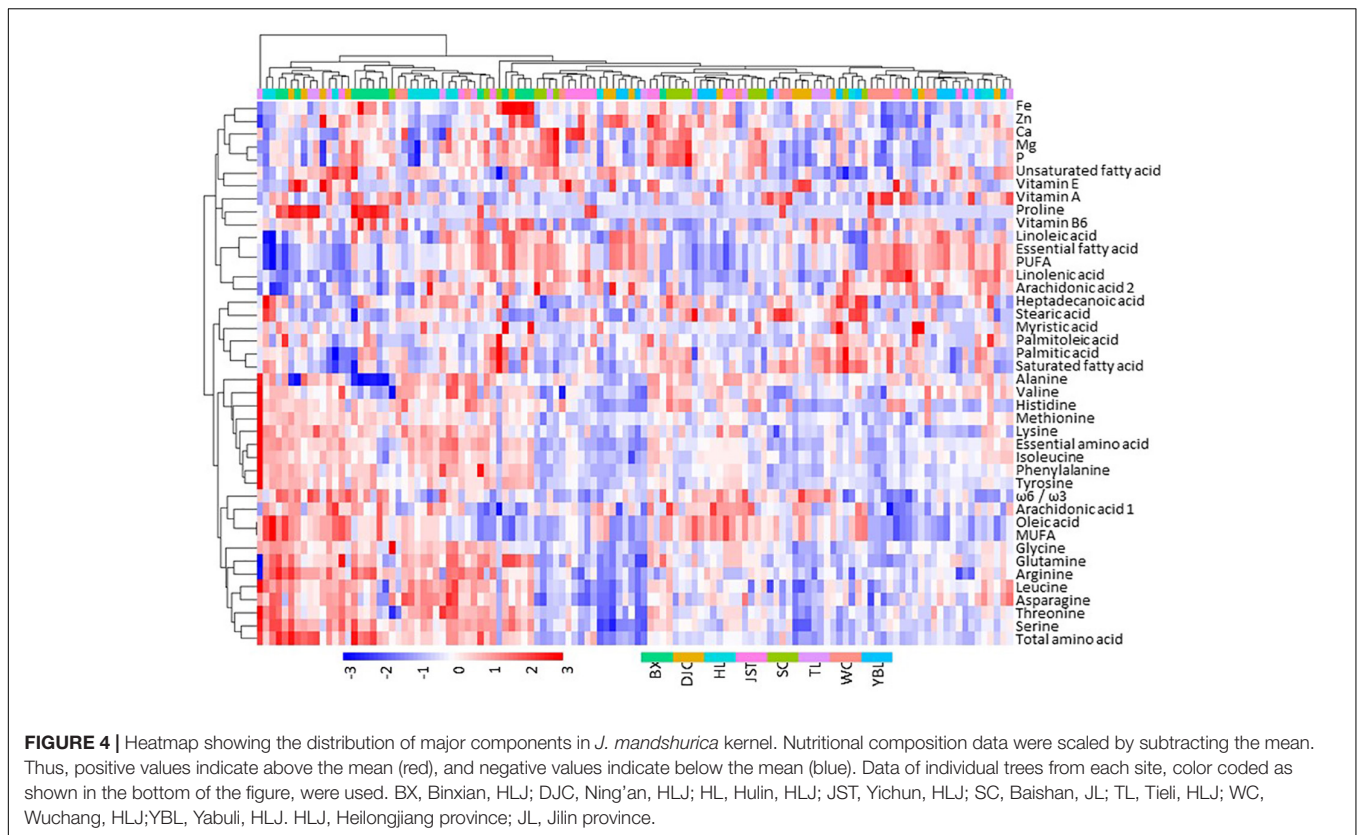 Fe
Zn
Ca
Mg
P
Unsaturated fatty acid
Vitamin E
Vitamin A
Proline
Vitamin B6
Linoleic acid
Essential fatty acid
PUFA
Linolenic acid
Arachidonic acid 2
Heptadecanoic acid
Stearic acid
Myristic acid
Palmitoleic acid
Palmitic acid
Saturated fatty acid
Alanine
Valine
Histidine
Methionine
Lysine
Essential amino acid
Isoleucine
Phenylalanine
Tyrosine
ω6 / ω3
Arachidonic acid 1
Oleic acid
MUFA
Glycine
Glutamine
Arginine
Leucine
Asparagine
Threonine
Serine
Total amino acid
-3 -2 -1 0 1 2 3
BX DJC HL JST SC TL WC YBL
FIGURE 4 | Heatmap showing the distribution of major components in J. mandshurica kernel. Nutritional composition data were scaled by subtracting the mean.
Thus, positive values indicate above the mean (red), and negative values indicate below the mean (blue). Data of individual trees from each site, color coded as
shown in the bottom of the figure, were used. BX, Binxian, HLJ; DJC, Ning'an, HLJ; HL, Hulin, HLJ; JST, Yichun, HLJ; SC, Baishan, JL; TL, Tieli, HLJ; WC,
Wuchang, HLJ;YBL, Yabuli, HLJ. HLJ, Heilongjiang province; JL, Jilin province.